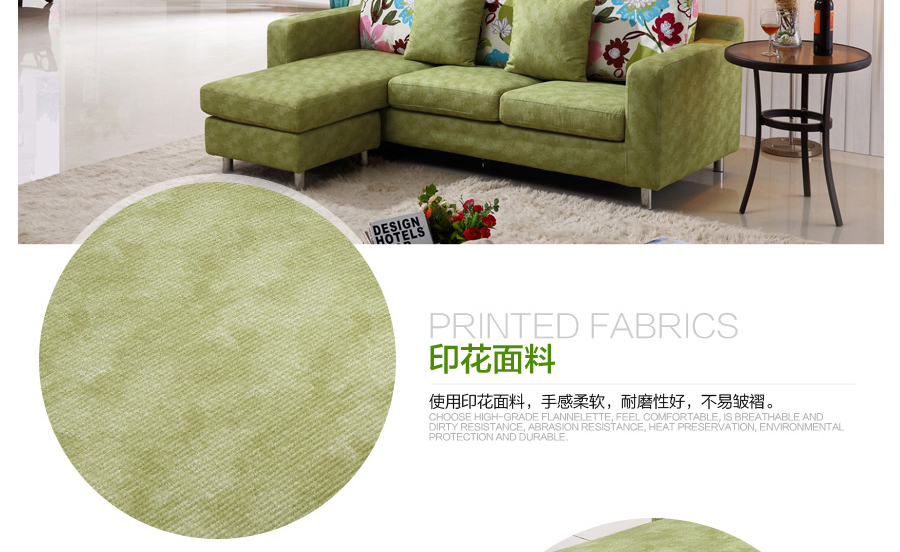 DESIGN
HOTELS
PRINTED FABRICS
印花面料
使用印花面料，手感柔软，耐磨性好，不易皱褶。
CHOOSE HIGH-GRADE FLANNELETTE, FEEL COMFORTABLE, IS BREATHABLE AND
DIRTY RESISTANCE, ABRASION RESISTANCE, HEAT PRESERVATION, ENVIRONMENTAL
PROTECTION AND DURABLE.